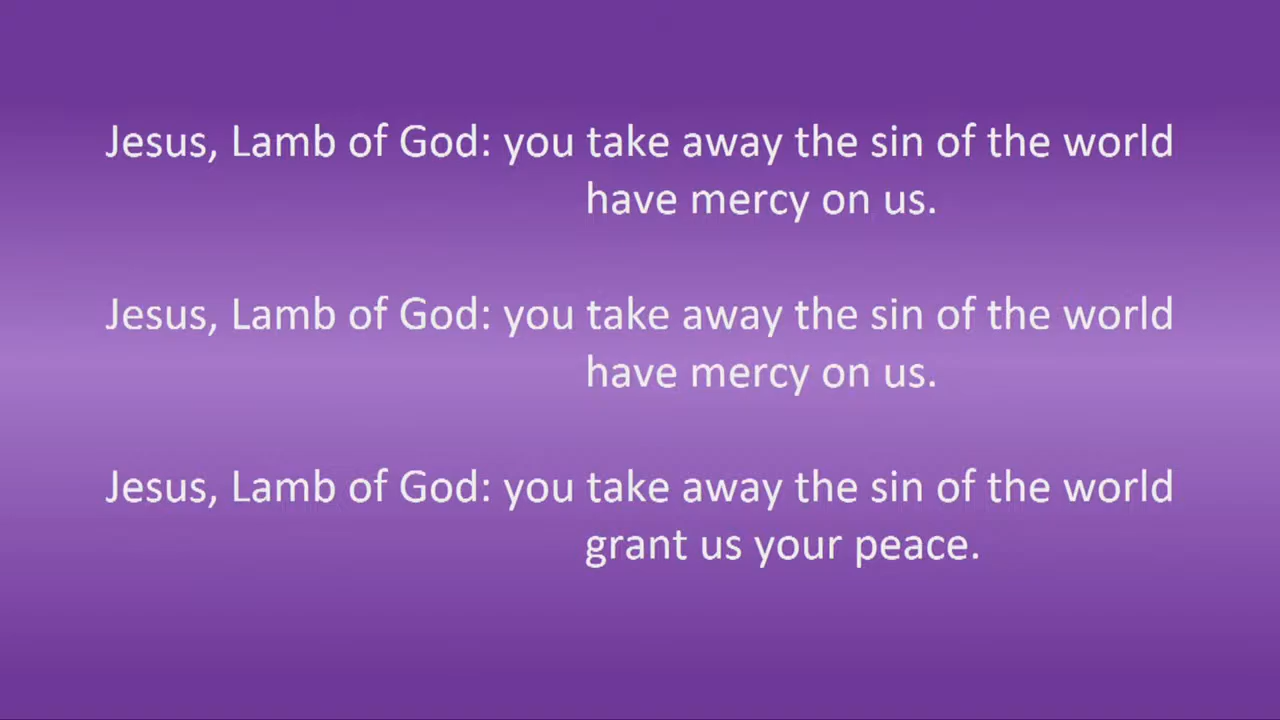 Jesus, Lamb of God: you take away the sin of the world
have mercy on us.
Jesus, Lamb of God: you take away the sin of the world
have mercy on us.
Jesus, Lamb of God: you take away the sin of the world
grant us your peace.